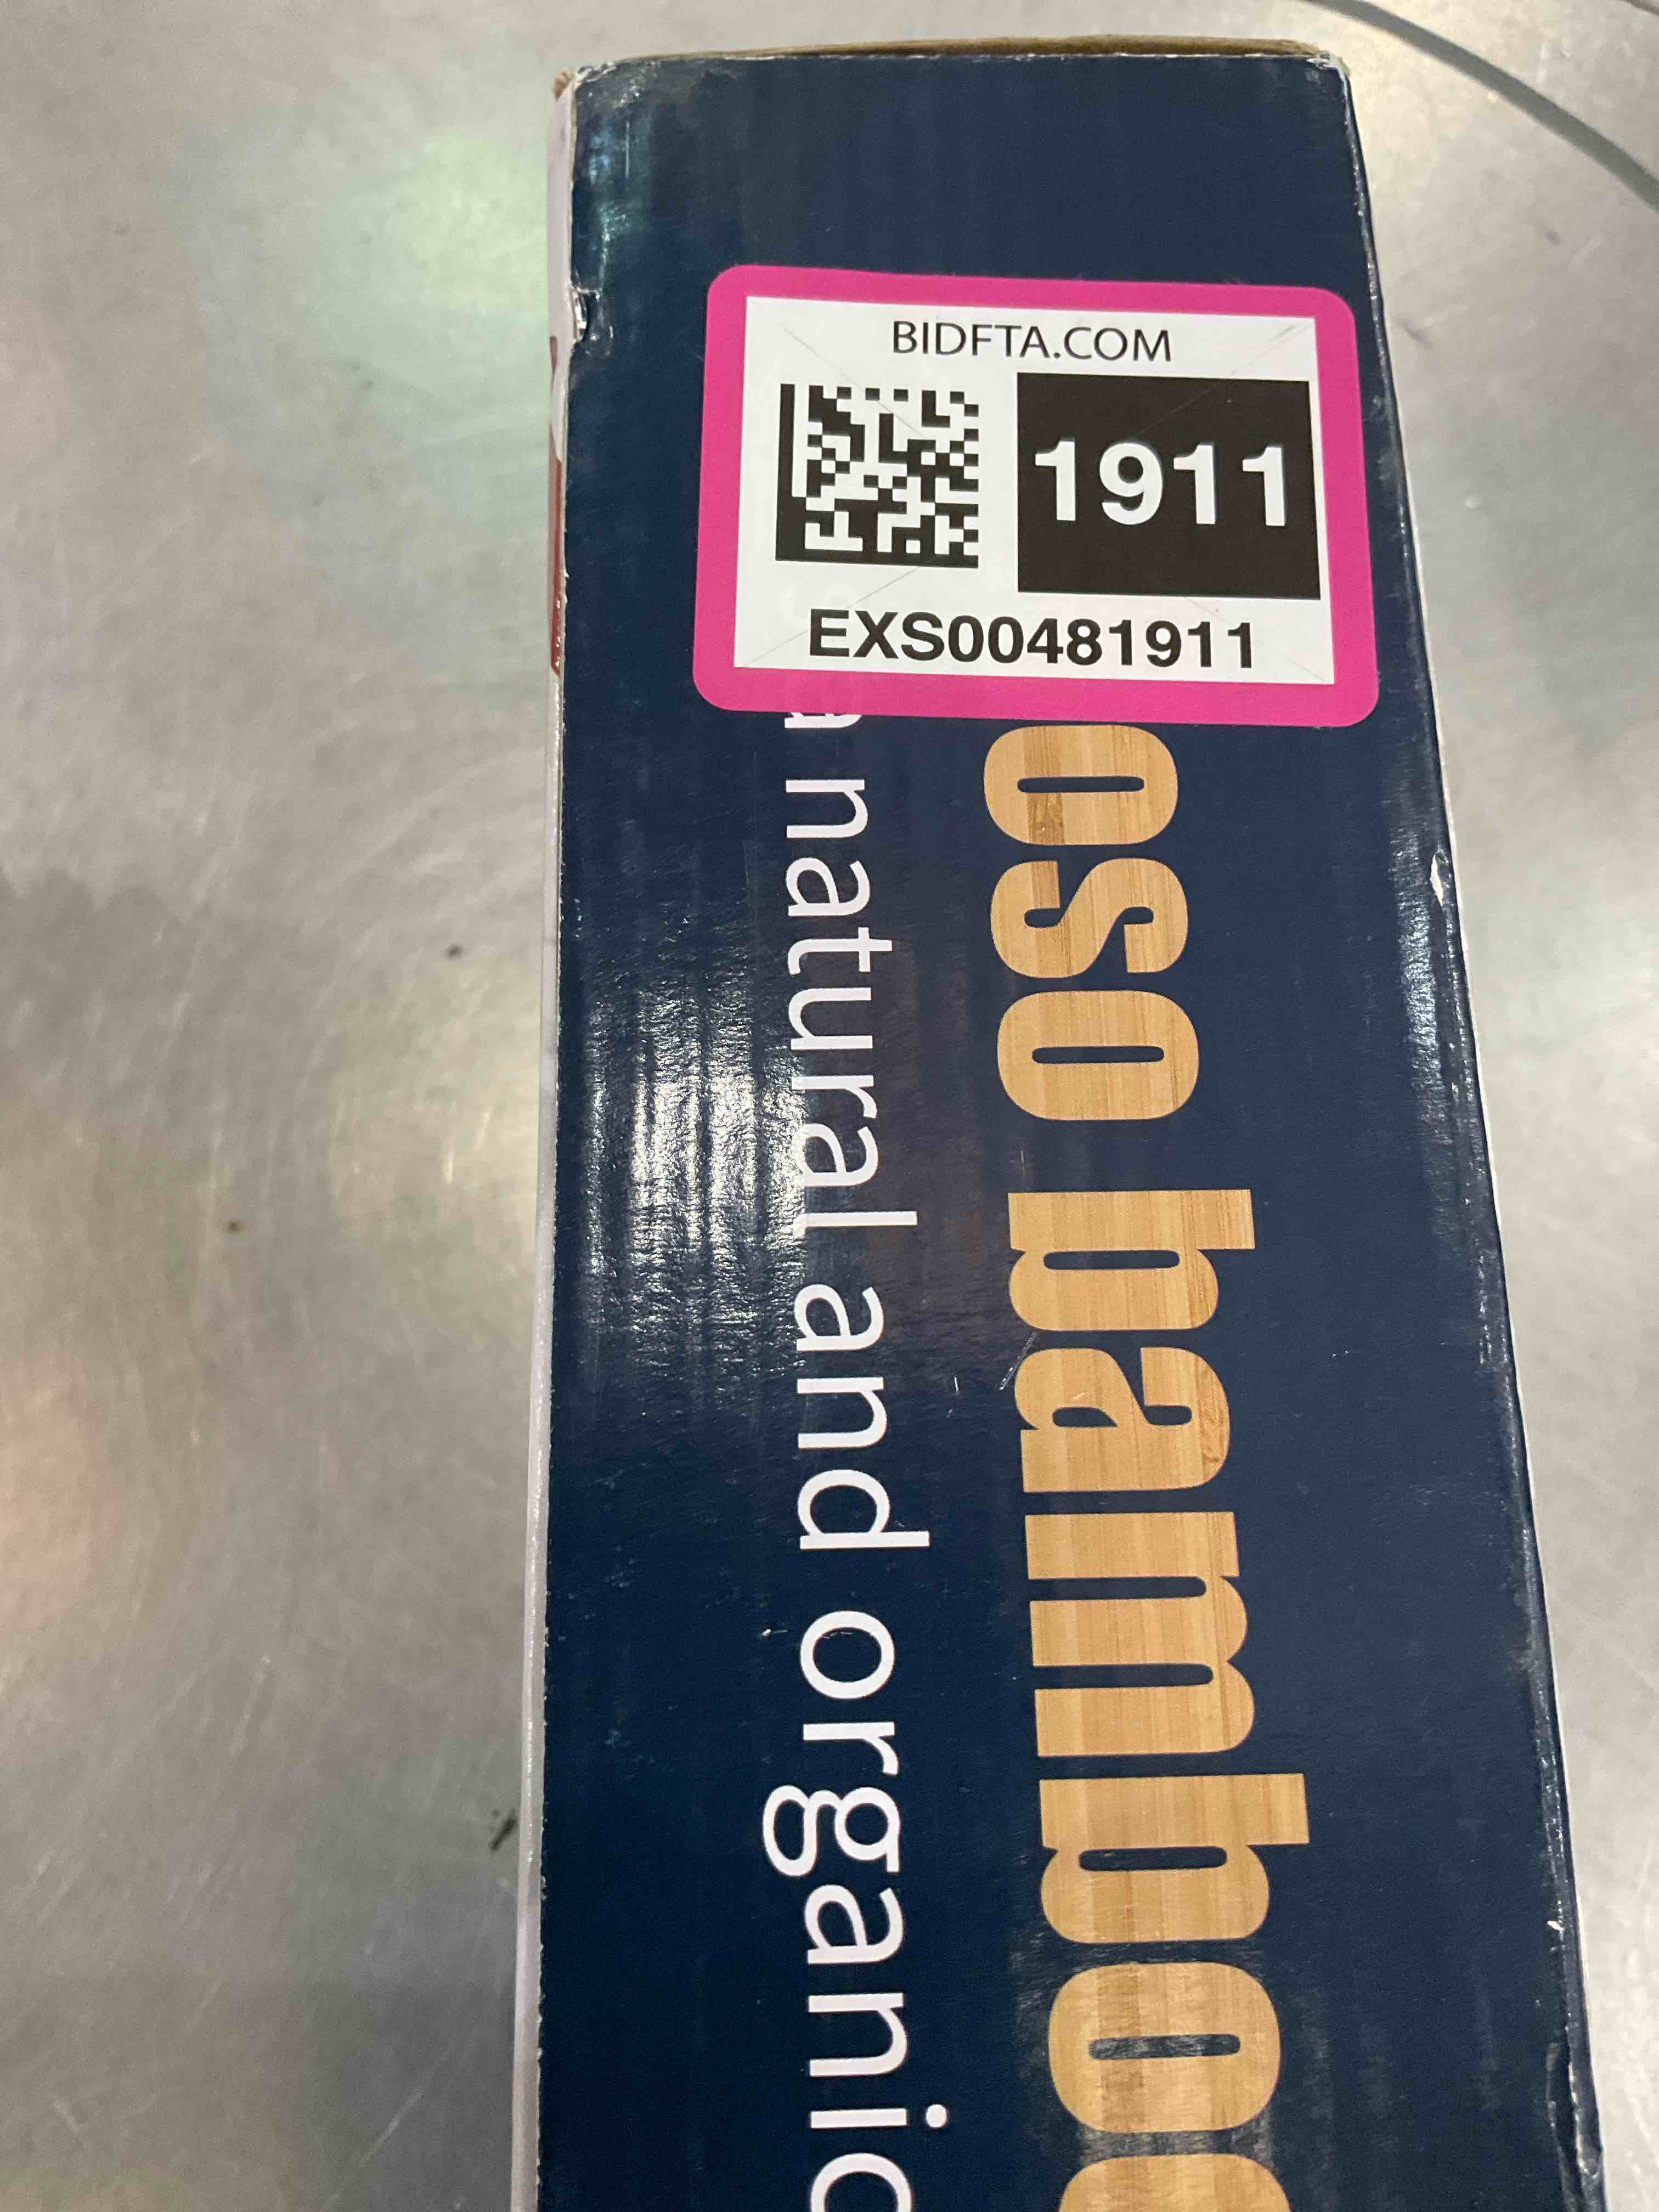 BIDFTA.COM
1911
EXS00481911
oso bamboo
a natural and organic